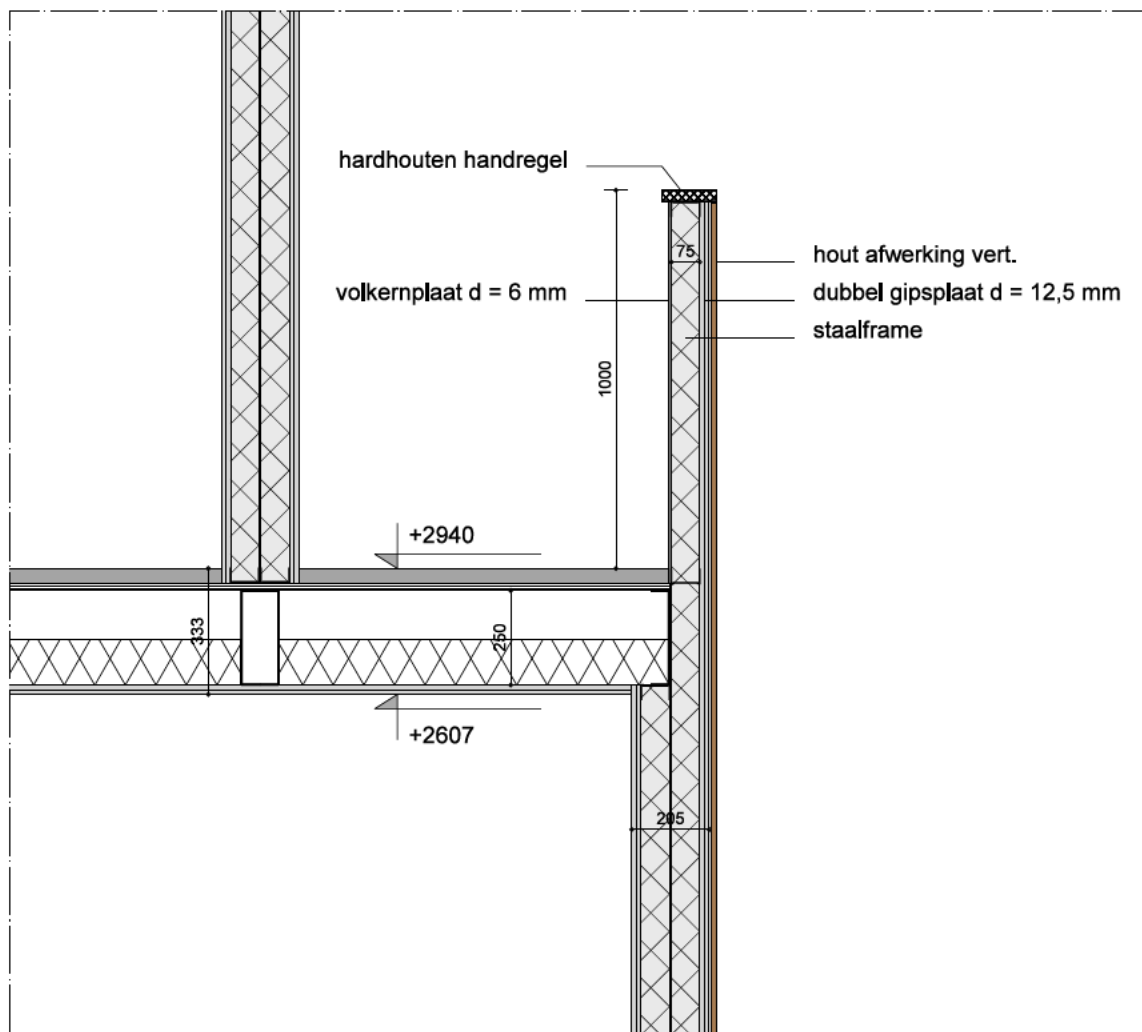 hardhouten handregel
75
hout afwerking vert.
volkernplaat d = 6 mm
dubbel gipsplaat d = 12,5 mm
staalframe
1000
+2940
333
250
+2607
205